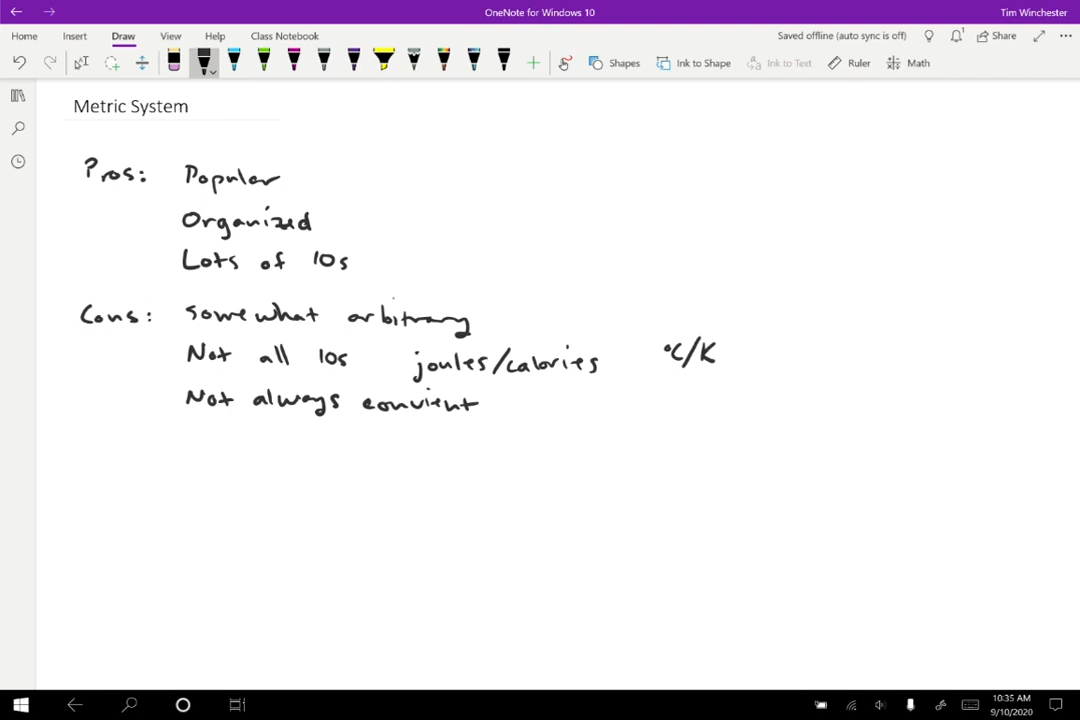 OneNote for Windows 10
Tim Winchester
Home Insert Draw View Help Class Notebook
Saved offline (auto sync is off) 1 Share
Shapes Ink to Shape Ink to Text Ruler Math
Metric System
Pros: Popular
Organized
Lots of 10s
Cons: somewhat arbitrary
Not all 10s joules/calories °C/K
Not always convient
10:35 AM
9/10/2020